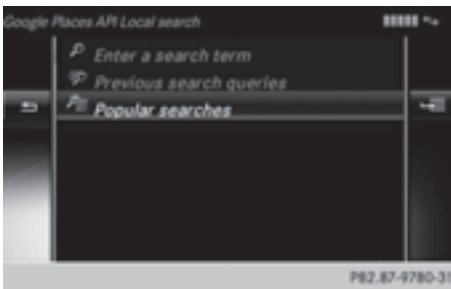 Google Places API Local search
Enter a search term
Previous search queries
Popular searches
P82.87-9780-31